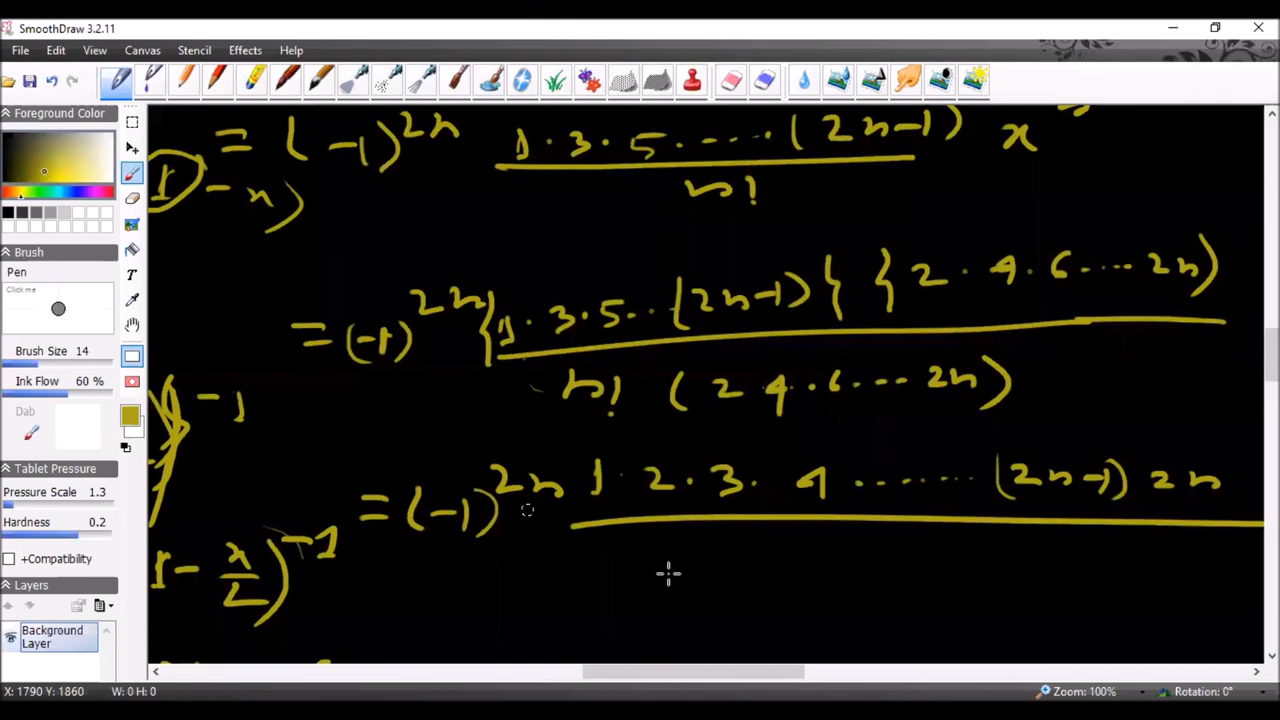 SmoothDraw 3.2.11
File Edit View Canvas Stencil Effects Help
Foreground Color
Brush
Pen
Click me
Brush Size 14
Ink Flow 60 %
Dab
Tablet Pressure
Pressure Scale 1.3
Hardness 0.2
+Compatibility
Layers
Background Layer
= (-1)^2n 1·3·5·----·(2n-1) x
n!
- x)
= (-1)^2n {1·3·5··(2n-1)} {2·4·6·---2n)
n! (2 4·6·--2n)
-1
= (-1)^2n 1·2·3·4·······(2n-1) 2n
- x/2)^-1
X: 1790 Y: 1860 W: 0 H: 0 Zoom: 100% Rotation: 0°